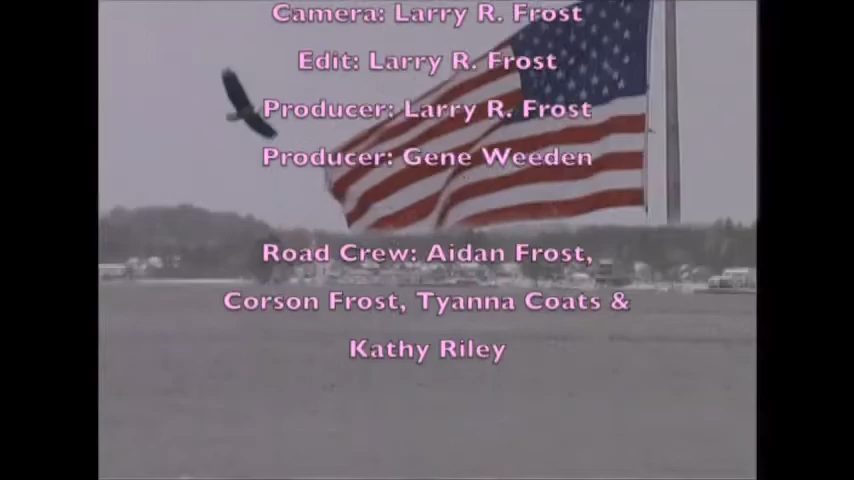 Camera: Larry R. Frost
Edit: Larry R. Frost
Producer: Larry R. Frost
Producer: Gene Weeden
Road Crew: Aidan Frost,
Corson Frost, Tyanna Coats &
Kathy Riley